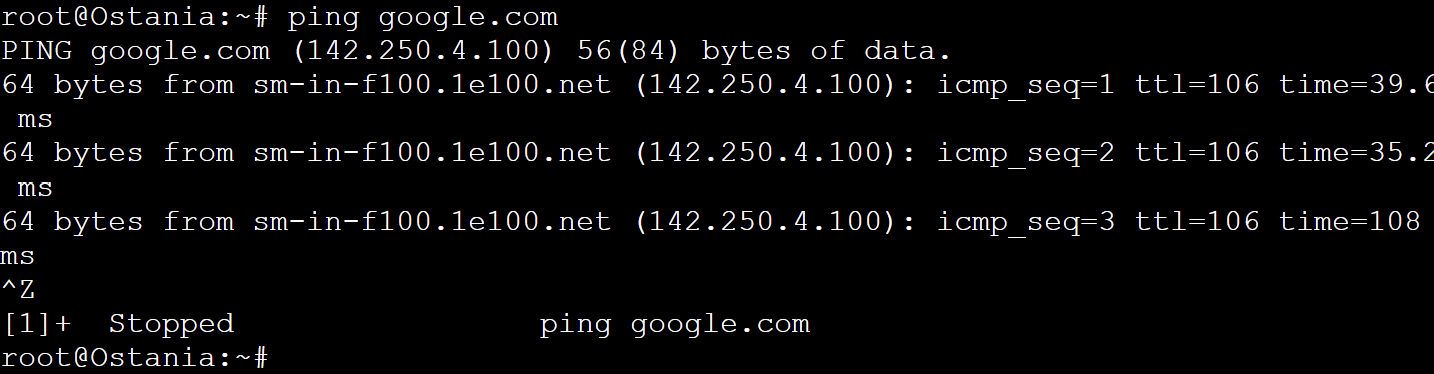 root@Ostania:~# ping google.com
PING google.com (142.250.4.100) 56(84) bytes of data.
64 bytes from sm-in-f100.1e100.net (142.250.4.100): icmp_seq=1 ttl=106 time=39.6
 ms
64 bytes from sm-in-f100.1e100.net (142.250.4.100): icmp_seq=2 ttl=106 time=35.2
 ms
64 bytes from sm-in-f100.1e100.net (142.250.4.100): icmp_seq=3 ttl=106 time=108
ms
^Z
[1]+  Stopped                 ping google.com
root@Ostania:~#